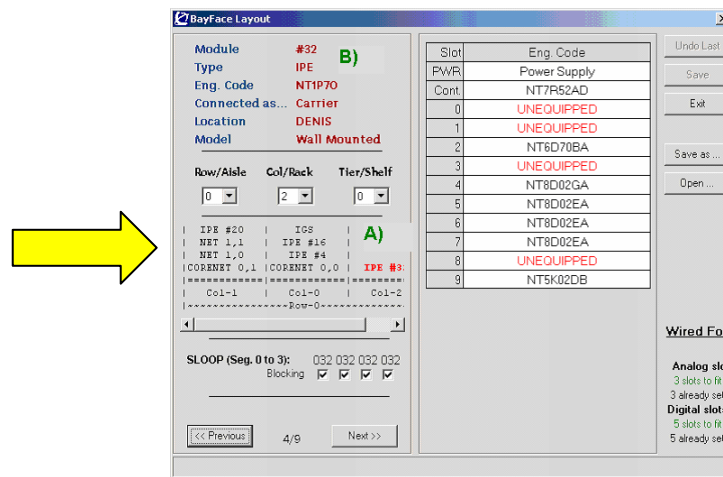 BayFace Layout
Module #32
Type IPE
Eng. Code NT1P70
Connected as... Carrier
Location DENIS
Model Wall Mounted
B)
Row/Aisle Col/Rack Tier/Shelf
0 2 0
| IPE #20 | IGS |
| NET 1,1 | IPE #16 |
| NET 1,0 | IPE #4 |
|CORENET 0,1 |CORENET 0,0 | IPE #3
A)
| Col-1 | Col-0 | Col-2
Row-0
SLOOP (Seg. 0 to 3): 032 032 032 032
Blocking
<< Previous 4/9 Next >>
Slot Eng. Code
PWR Power Supply
Cont. NT7R52AD
0 UNEQUIPPED
1 UNEQUIPPED
2 NT6D70BA
3 UNEQUIPPED
4 NT8D02GA
5 NT8D02EA
6 NT8D02EA
7 NT8D02EA
8 UNEQUIPPED
9 NT5K02DB
Undo Last
Save
Exit
Save as ...
Open ...
Wired Fo
Analog slo
3 slots to fit
3 already set
Digital slots
5 slots to fit
5 already set